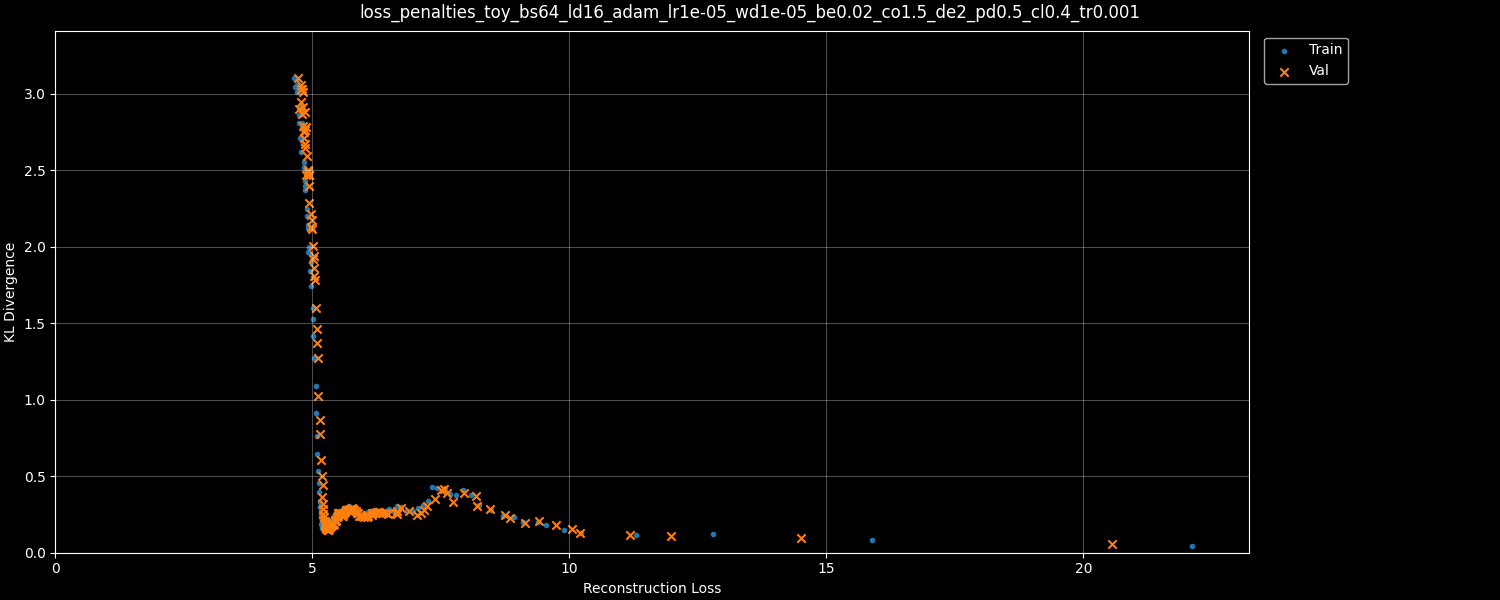 loss_penalties_toy_bs64_ld16_adam_lr1e-05_wd1e-05_be0.02_co1.5_de2_pd0.5_cl0.4_tr0.001
Train
Val
3.0
2.5
2.0
1.5
1.0
0.5
0.0
KL Divergence
0 5 10 15 20
Reconstruction Loss